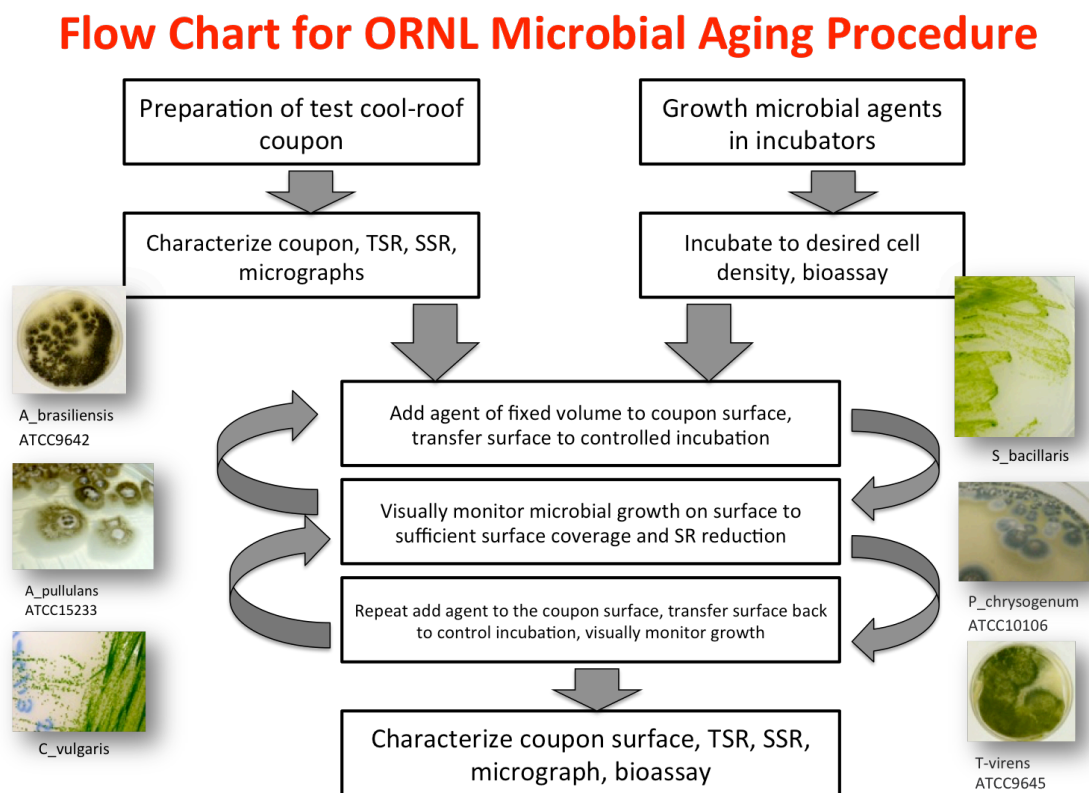 Flow Chart for ORNL Microbial Aging Procedure
Preparation of test cool-roof
coupon
Growth microbial agents
in incubators
Characterize coupon, TSR, SSR,
micrographs
Incubate to desired cell
density, bioassay
Add agent of fixed volume to coupon surface,
transfer surface to controlled incubation
Visually monitor microbial growth on surface to
sufficient surface coverage and SR reduction
Repeat add agent to the coupon surface, transfer surface back
to control incubation, visually monitor growth
Characterize coupon surface, TSR, SSR,
micrograph, bioassay
A_brasiliensis
ATCC9642
A_pullulans
ATCC15233
C_vulgaris
S_bacillaris
P_chrysogenum
ATCC10106
T-virens
ATCC9645